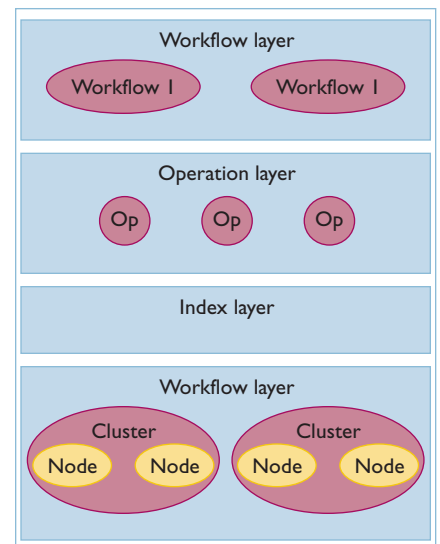 Workflow layer
Workflow 1 Workflow 1
Operation layer
Op Op Op
Index layer
Workflow layer
Cluster Cluster
Node Node Node Node